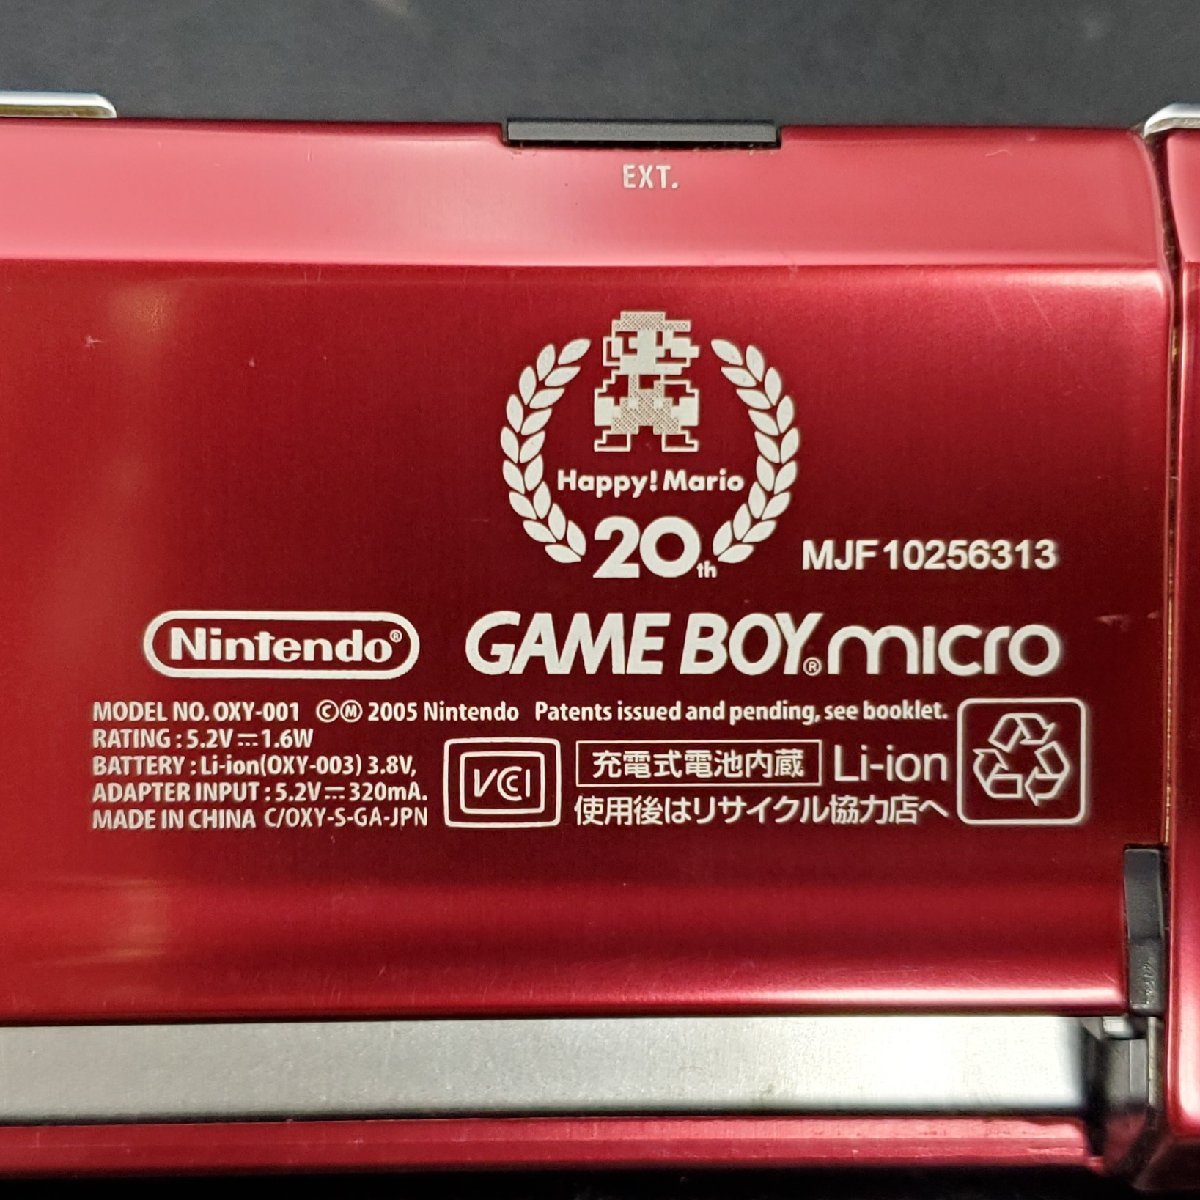 EXT.
Happy! Mario
20th
MJF10256313
Nintendo®
GAME BOY® micro
MODEL NO. OXY-001 ©Ⓜ 2005 Nintendo Patents issued and pending, see booklet.
RATING : 5.2V⎓1.6W
BATTERY : Li-ion(OXY-003) 3.8V,
ADAPTER INPUT : 5.2V⎓320mA.
MADE IN CHINA C/OXY-S-GA-JPN
VCCI
充電式電池内蔵 Li-ion
使用後はリサイクル協力店へ